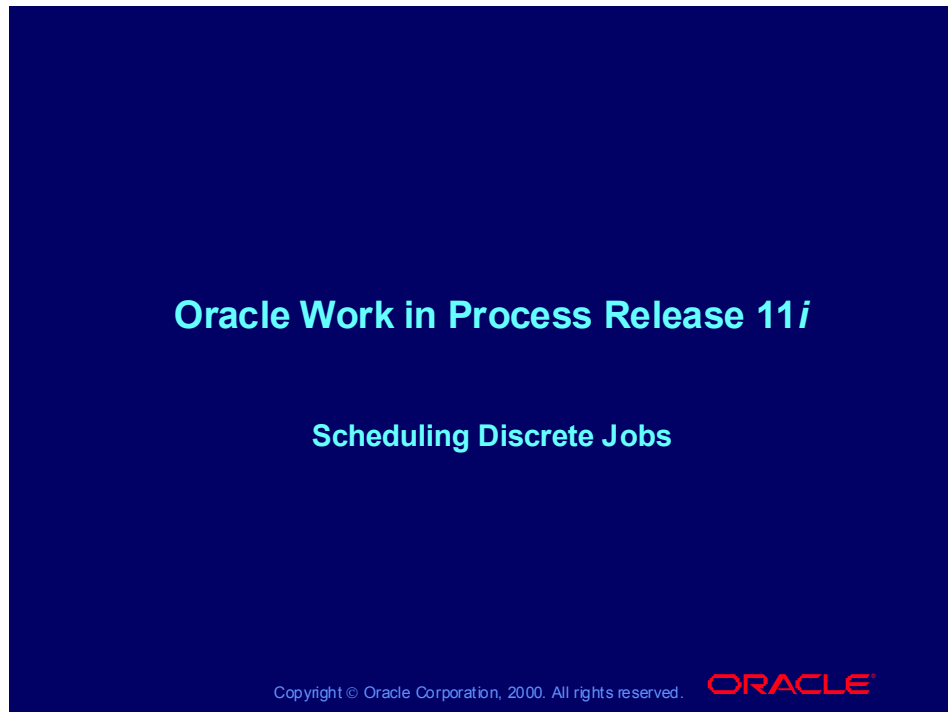 Oracle Work in Process Release 11i
Scheduling Discrete Jobs
Copyright © Oracle Corporation, 2000. All rights reserved.
ORACLE®